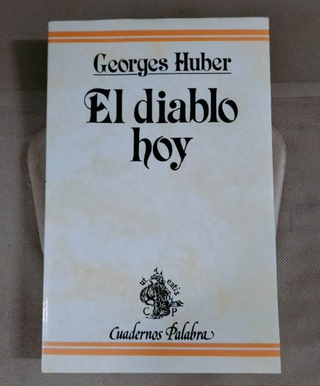 Georges Huber
El diablo
hoy
C P
Cuadernos Palabra